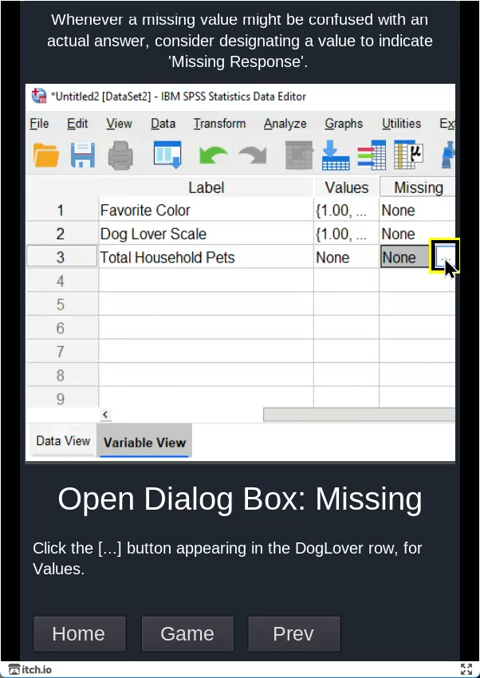 Whenever a missing value might be confused with an
actual answer, consider designating a value to indicate
'Missing Response'.
*Untitled2 [DataSet2] - IBM SPSS Statistics Data Editor
File Edit View Data Transform Analyze Graphs Utilities Ex
Label Values Missing
1 Favorite Color {1.00, ... None
2 Dog Lover Scale {1.00, ... None
3 Total Household Pets None None ...
4
5
6
7
8
9
Data View Variable View
Open Dialog Box: Missing
Click the [...] button appearing in the DogLover row, for
Values.
Home Game Prev
itch.io